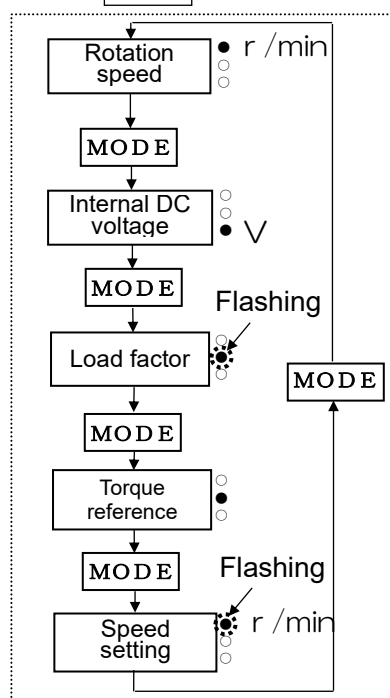 Rotation
speed
r/min
MODE
Internal DC
voltage
V
MODE
Flashing
Load factor
MODE
MODE
Torque
reference
MODE
Flashing
Speed
setting
r/min